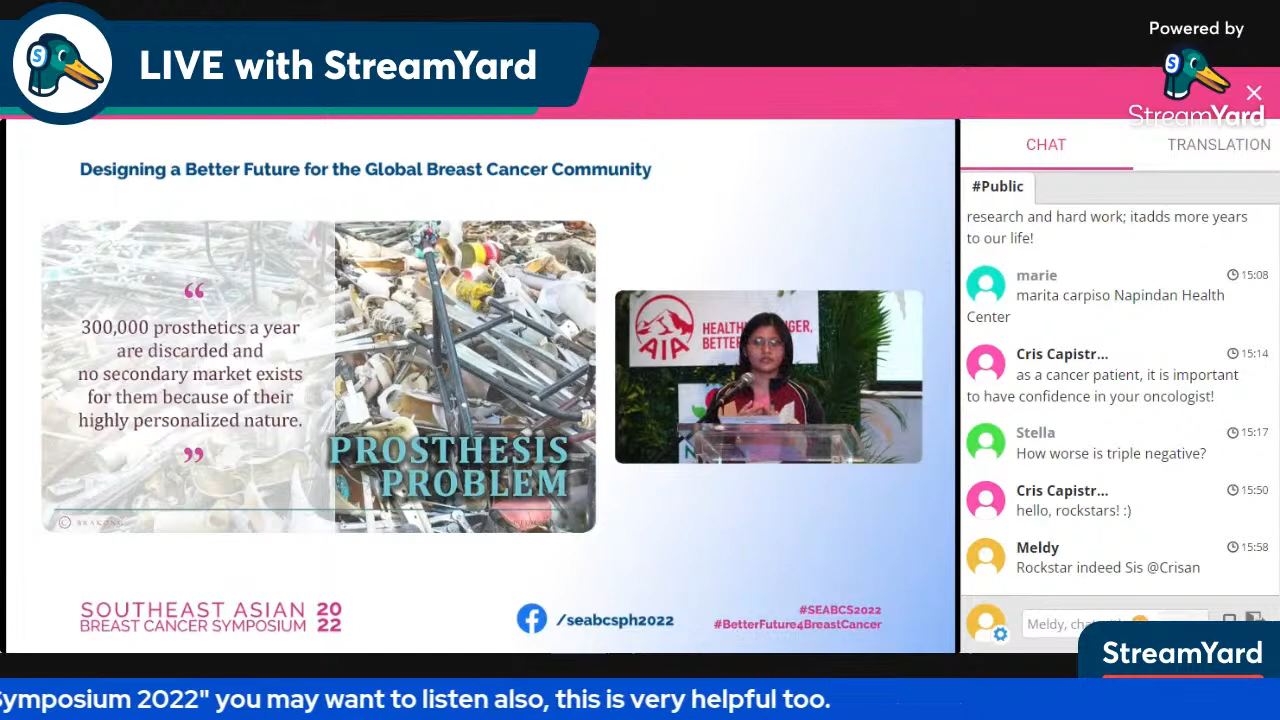 LIVE with StreamYard
Powered by
StreamYard
Designing a Better Future for the Global Breast Cancer Community
“
300,000 prosthetics a year
are discarded and
no secondary market exists
for them because of their
highly personalized nature.
”
PROSTHESIS
PROBLEM
AIA
SOUTHEAST ASIAN 20
BREAST CANCER SYMPOSIUM 22
/seabcsph2022
#SEABCS2022
#BetterFuture4BreastCancer
CHAT TRANSLATION
#Public
research and hard work; itadds more years
to our life!
marie 15:08
marita carpiso Napindan Health
Center
Cris Capistr... 15:14
as a cancer patient, it is important
to have confidence in your oncologist!
Stella 15:17
How worse is triple negative?
Cris Capistr... 15:50
hello, rockstars! :)
Meldy 15:58
Rockstar indeed Sis @Crisan
StreamYard
ymposium 2022" you may want to listen also, this is very helpful too.